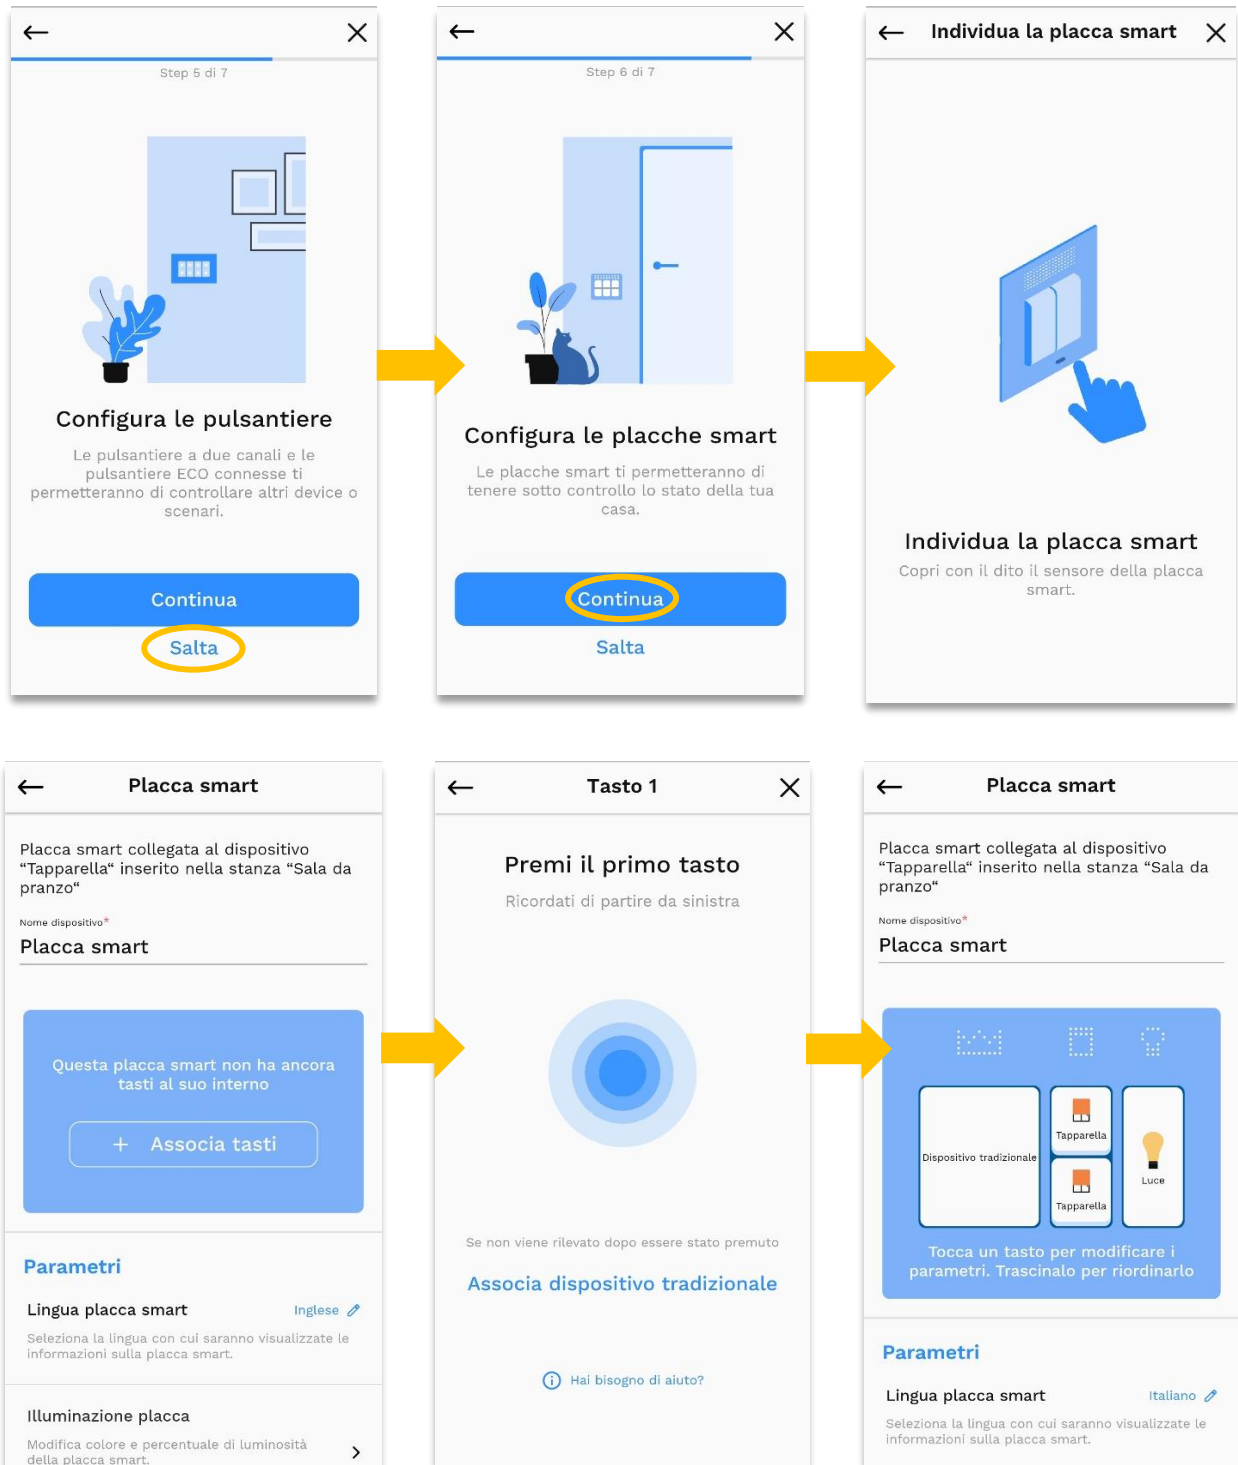 Step 5 di 7
Configura le pulsantiere
Le pulsantiere a due canali e le
pulsantiere ECO connesse ti
permetteranno di controllare altri device o
scenari.
Continua
Salta
Step 6 di 7
Configura le placche smart
Le placche smart ti permetteranno di
tenere sotto controllo lo stato della tua
casa.
Continua
Salta
Individua la placca smart
Individua la placca smart
Copri con il dito il sensore della placca
smart.
Placca smart
Placca smart collegata al dispositivo
“Tapparella“ inserito nella stanza “Sala da
pranzo“
Nome dispositivo*
Placca smart
Questa placca smart non ha ancora
tasti al suo interno
+ Associa tasti
Parametri
Lingua placca smart
Inglese
Seleziona la lingua con cui saranno visualizzate le
informazioni sulla placca smart.
Illuminazione placca
Modifica colore e percentuale di luminosità
della placca smart.
Tasto 1
Premi il primo tasto
Ricordati di partire da sinistra
Se non viene rilevato dopo essere stato premuto
Associa dispositivo tradizionale
Hai bisogno di aiuto?
Placca smart
Placca smart collegata al dispositivo
“Tapparella“ inserito nella stanza “Sala da
pranzo“
Nome dispositivo*
Placca smart
Dispositivo tradizionale
Tapparella
Tapparella
Luce
Tocca un tasto per modificare i
parametri. Trascinalo per riordinarlo
Parametri
Lingua placca smart
Italiano
Seleziona la lingua con cui saranno visualizzate le
informazioni sulla placca smart.